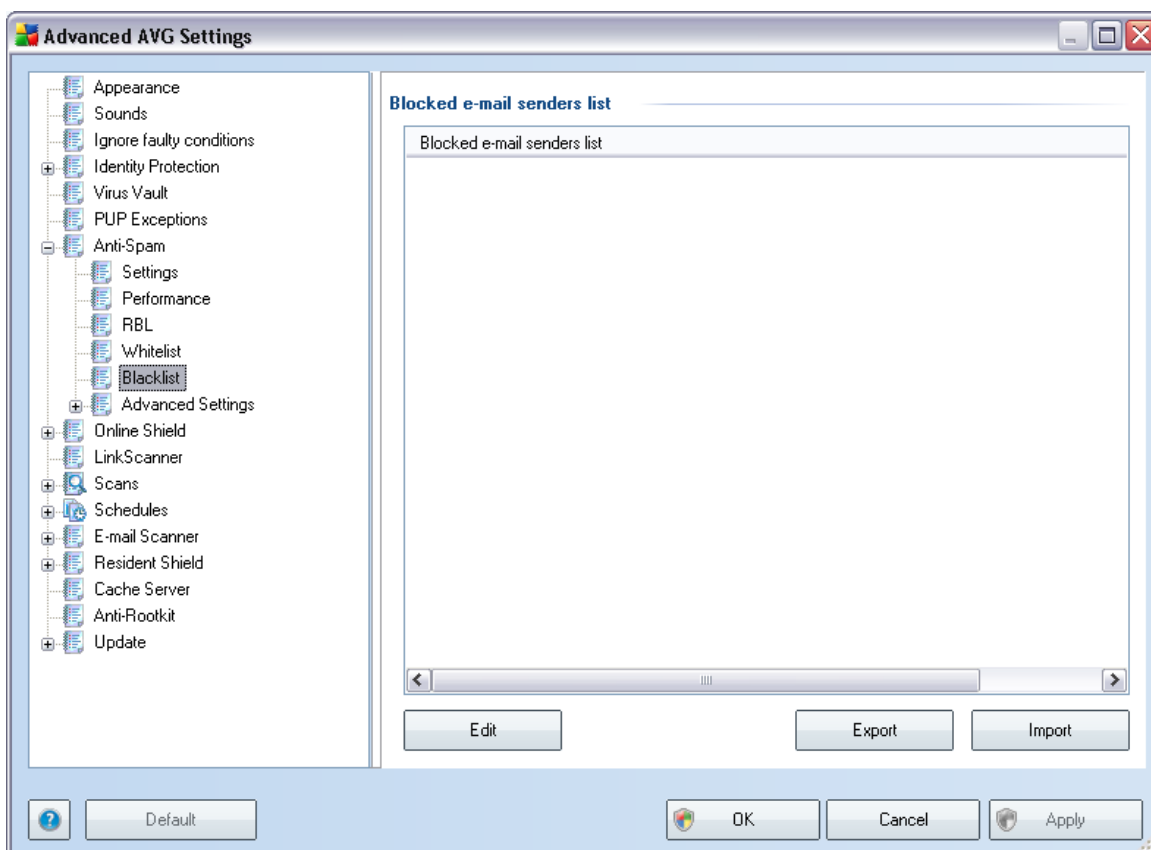 Advanced AVG Settings
Appearance
Sounds
Ignore faulty conditions
Identity Protection
Virus Vault
PUP Exceptions
Anti-Spam
Settings
Performance
RBL
Whitelist
Blacklist
Advanced Settings
Online Shield
LinkScanner
Scans
Schedules
E-mail Scanner
Resident Shield
Cache Server
Anti-Rootkit
Update
Blocked e-mail senders list
Blocked e-mail senders list
Edit
Export
Import
Default
OK
Cancel
Apply